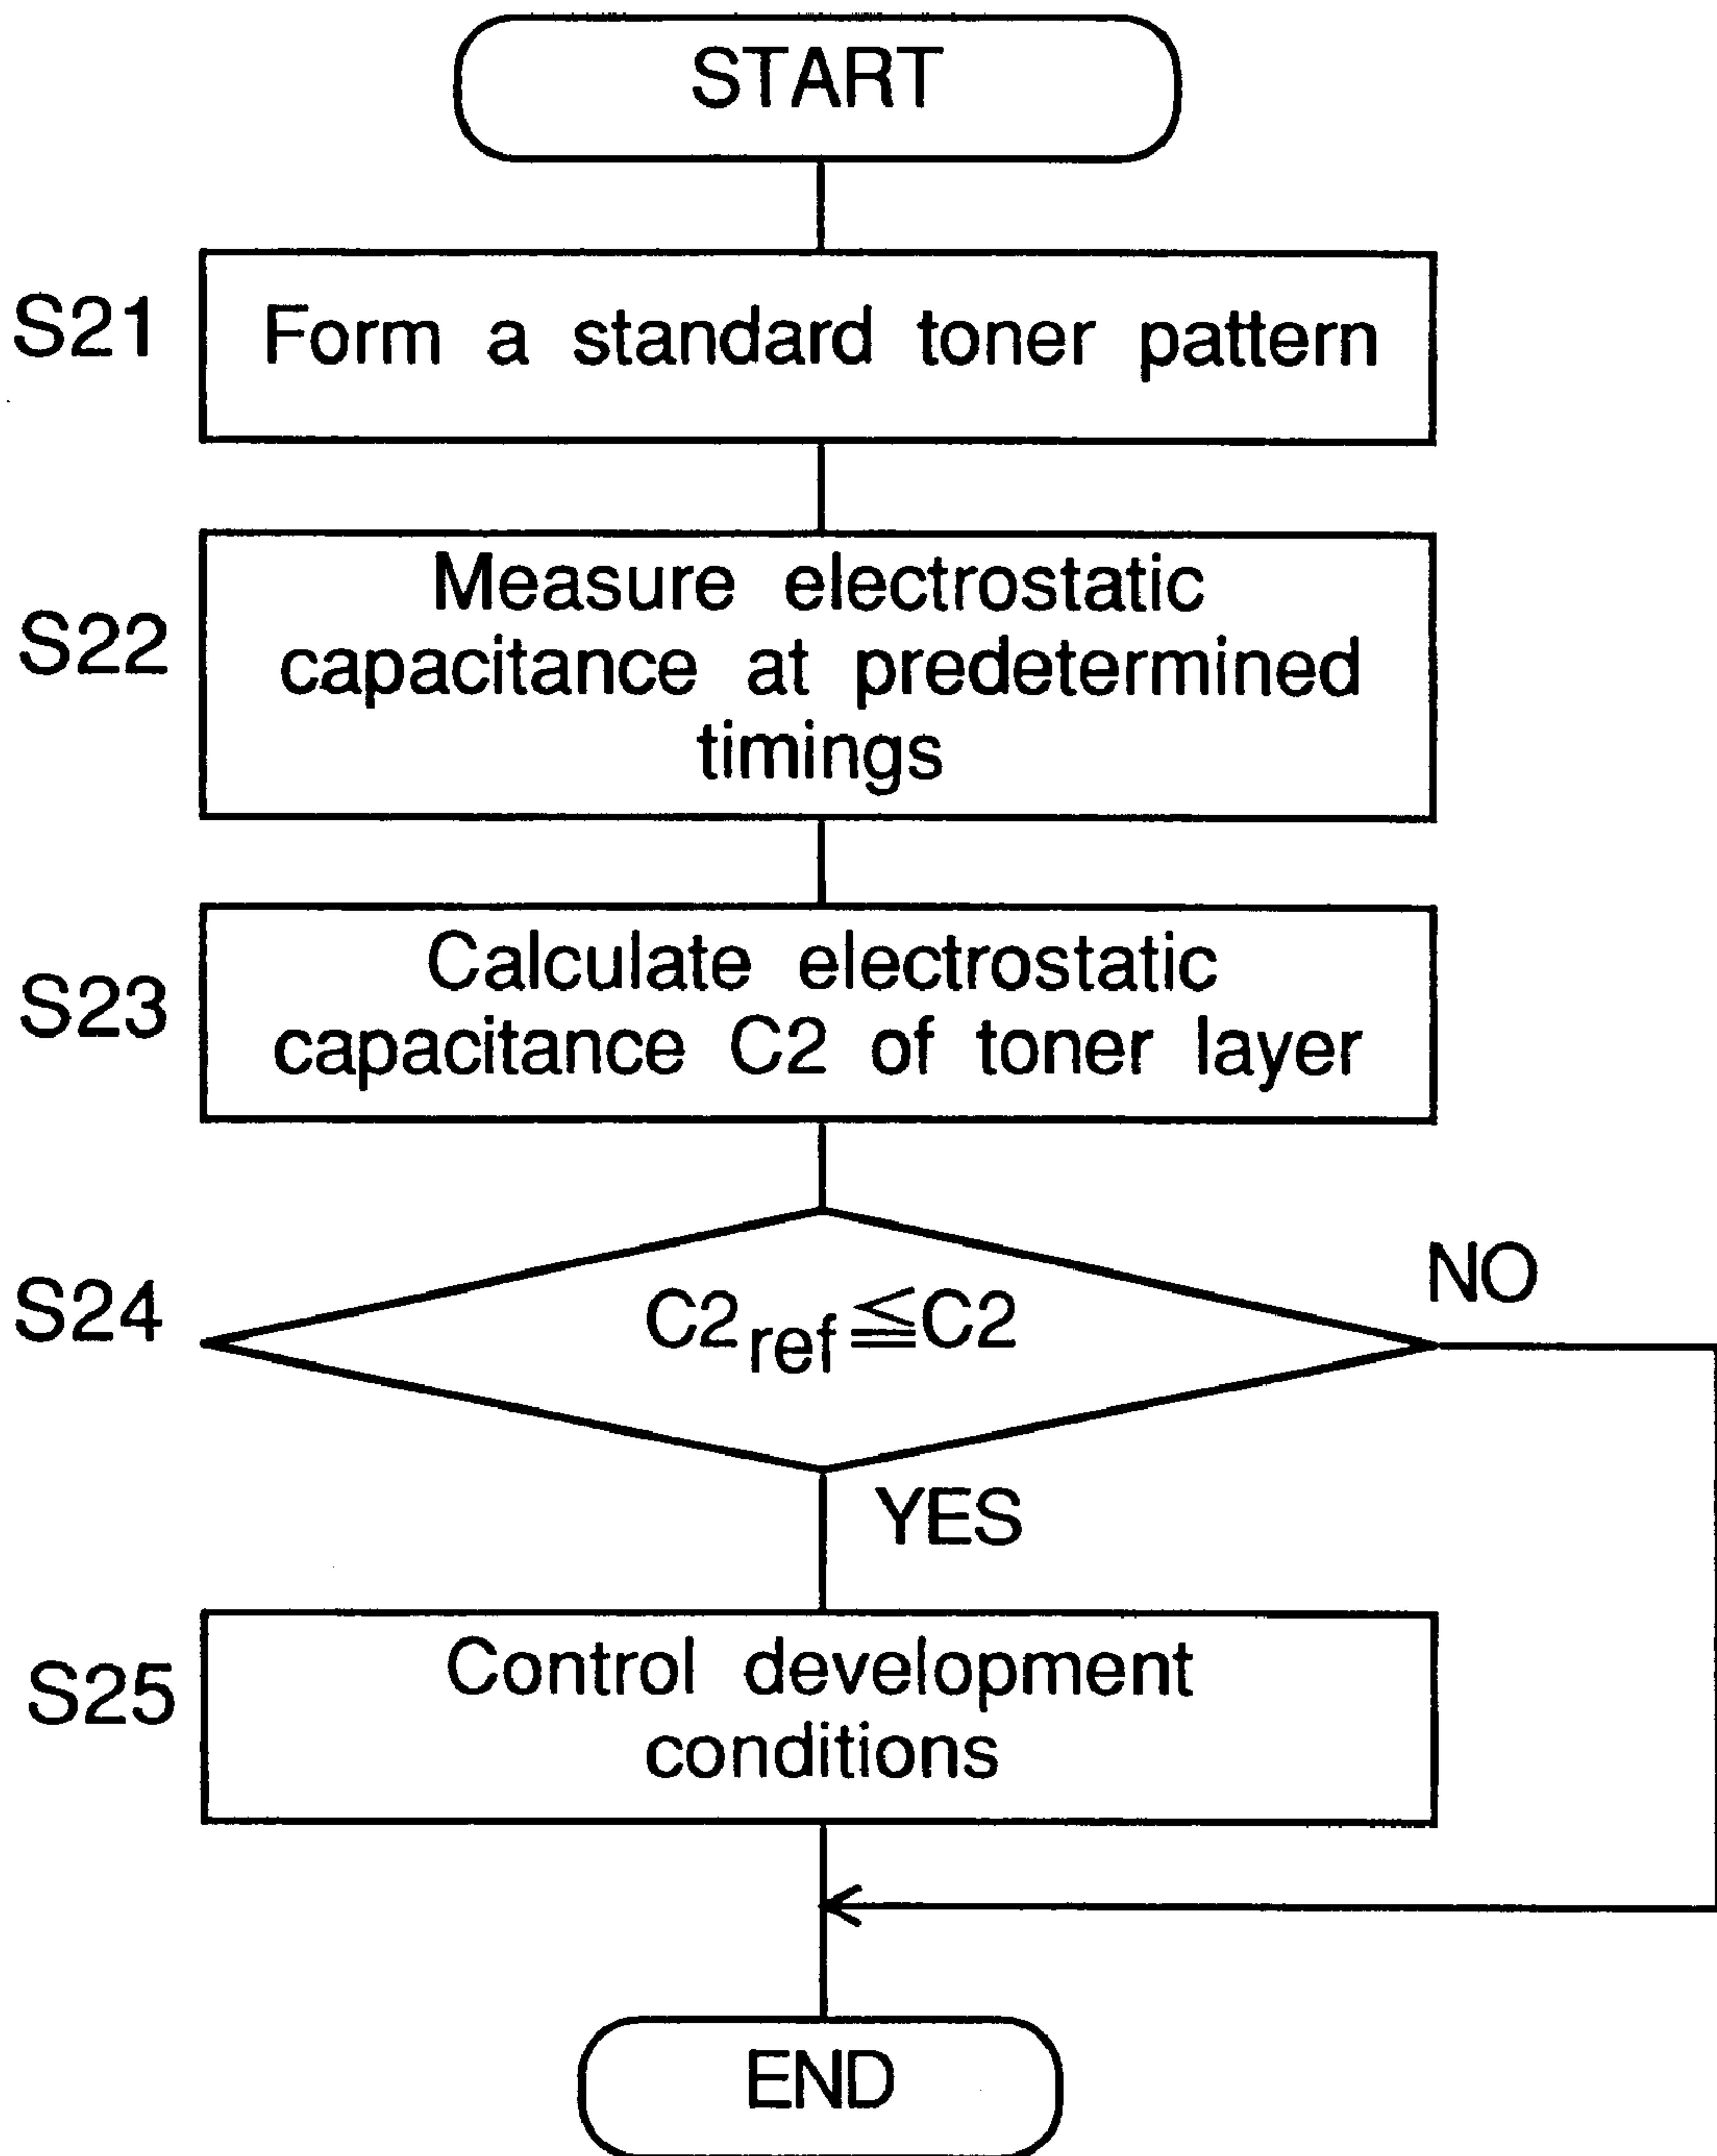 START
S21
Form a standard toner pattern
S22
Measure electrostatic
capacitance at predetermined
timings
S23
Calculate electrostatic
capacitance C2 of toner layer
S24
C2ref≦C2
NO
YES
S25
Control development
conditions
END